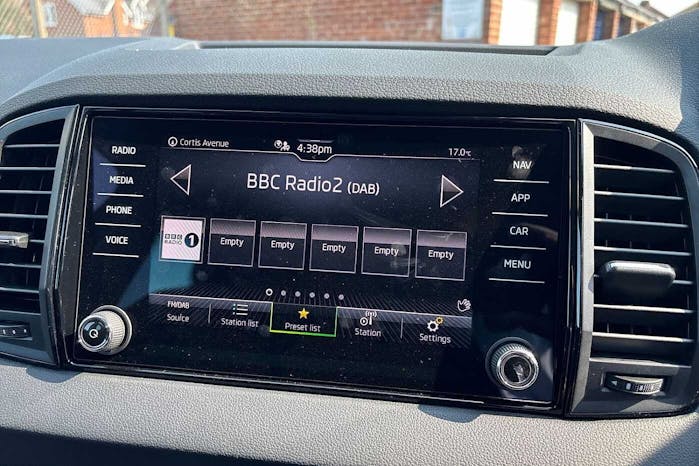 Cortis Avenue
4:38pm
17.0°C
RADIO
MEDIA
PHONE
VOICE
BBC Radio2 (DAB)
NAV
APP
CAR
MENU
BBC RADIO 1
Empty
Empty
Empty
Empty
Empty
FM/DAB
Source
Station list
Preset list
Station
Settings